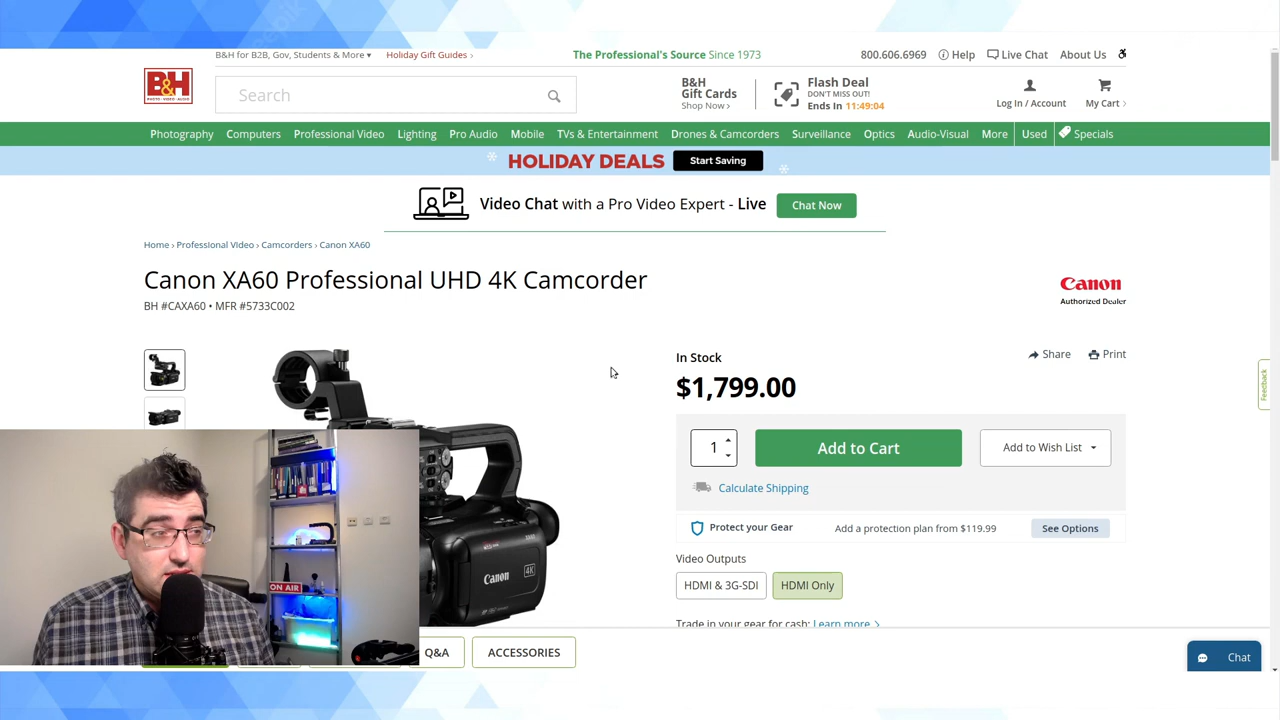 B&H for B2B, Gov, Students & More
Holiday Gift Guides ›
The Professional's Source Since 1973
800.606.6969
Help
Live Chat
About Us
B&H
PHOTO · VIDEO · AUDIO
Search
B&H
Gift Cards
Shop Now ›
Flash Deal
DON'T MISS OUT!
Ends In 11:49:04
Log In / Account
My Cart ›
Photography
Computers
Professional Video
Lighting
Pro Audio
Mobile
TVs & Entertainment
Drones & Camcorders
Surveillance
Optics
Audio-Visual
More
Used
Specials
HOLIDAY DEALS
Start Saving
Video Chat with a Pro Video Expert - Live
Chat Now
Home › Professional Video › Camcorders › Canon XA60
Canon XA60 Professional UHD 4K Camcorder
BH #CAXA60 • MFR #5733C002
Canon
Authorized Dealer
In Stock
Share
Print
$1,799.00
Feedback
1
Add to Cart
Add to Wish List
Calculate Shipping
Protect your Gear
Add a protection plan from $119.99
See Options
Video Outputs
HDMI & 3G-SDI
HDMI Only
Trade in your gear for cash: Learn more ›
Canon
4K
ON AIR
Q&A
ACCESSORIES
Chat